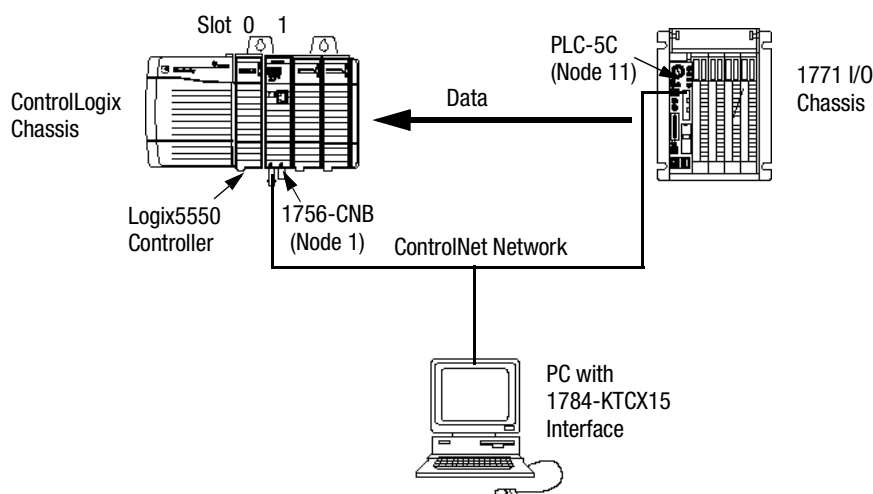 Slot 0 1
PLC-5C
(Node 11)
1771 I/O
Chassis
ControlLogix
Chassis
Data
Logix5550
Controller
1756-CNB
(Node 1)
ControlNet Network
PC with
1784-KTCX15
Interface